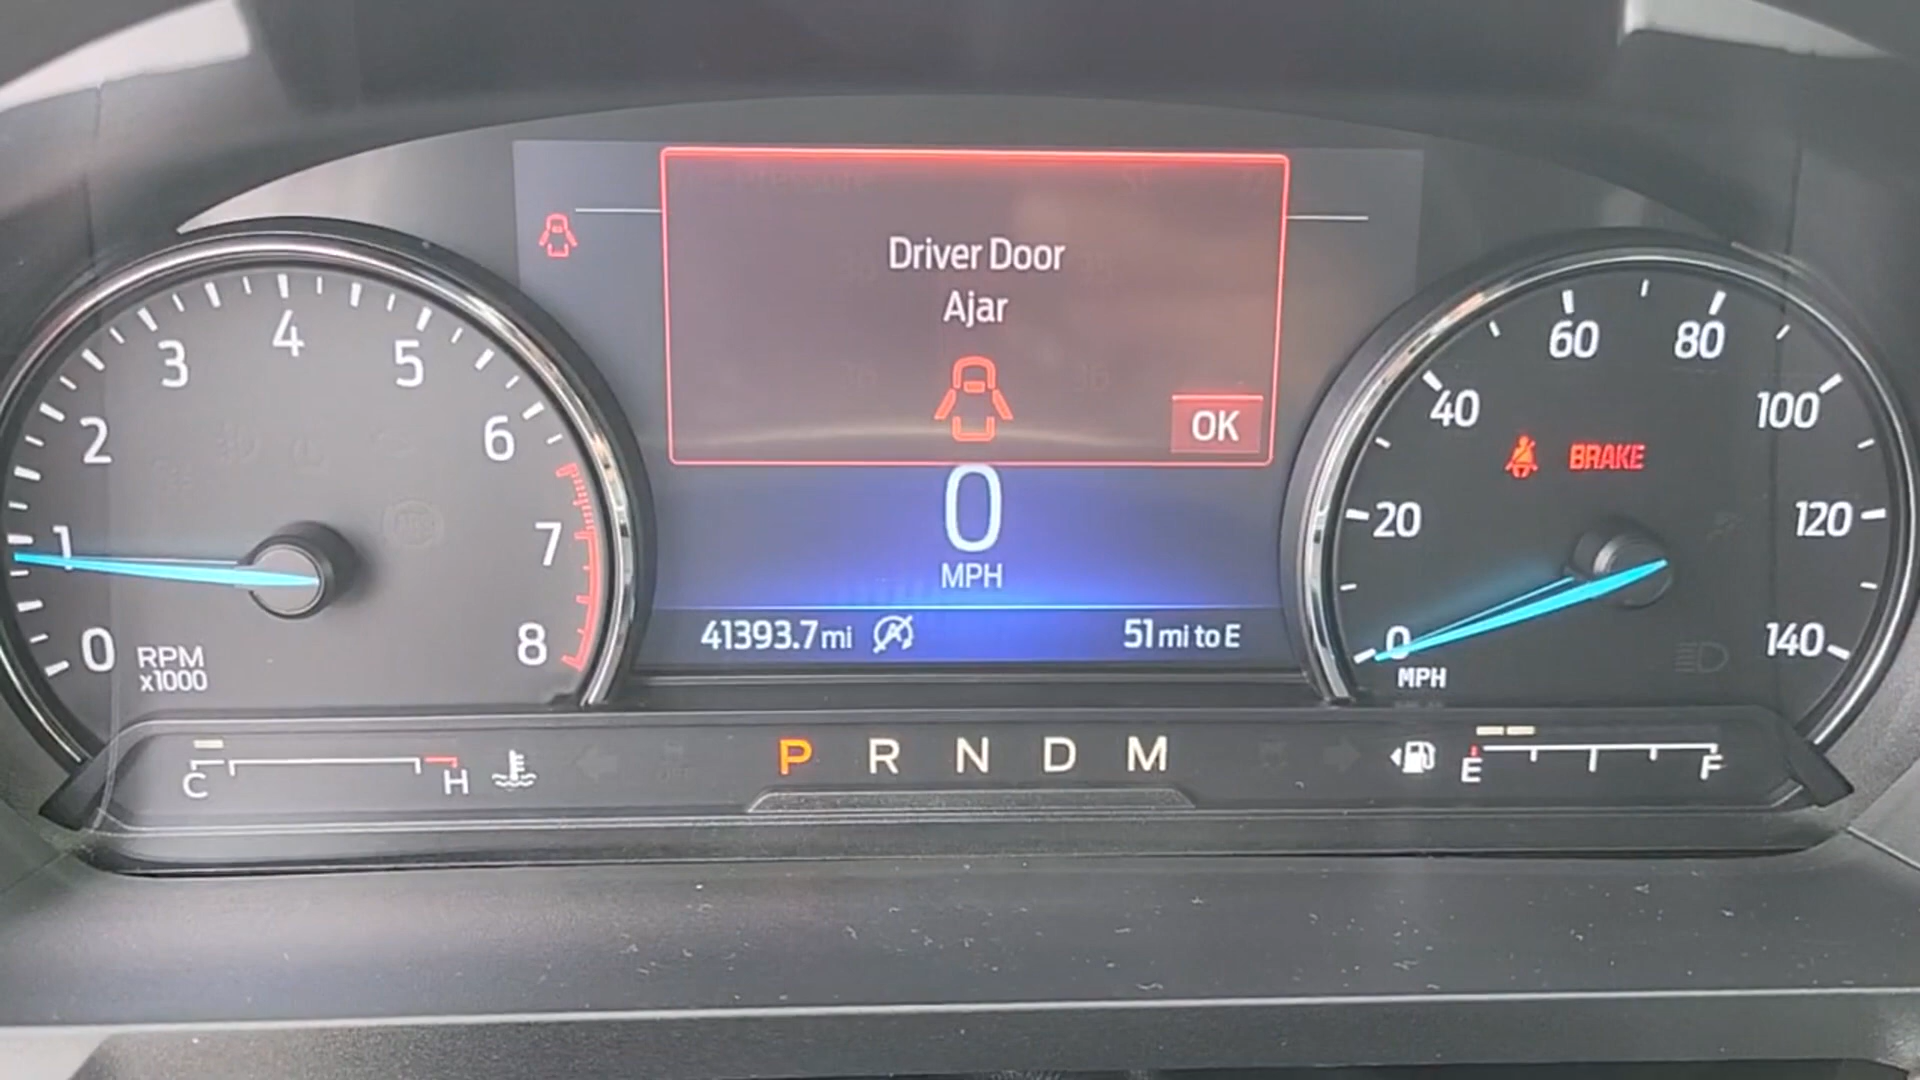 Driver Door
Ajar
OK
0
MPH
41393.7 mi
51 mi to E
0
1
2
3
4
5
6
7
8
RPM
x1000
0
20
40
60
80
100
120
140
MPH
BRAKE
C
H
P R N D M
E
F